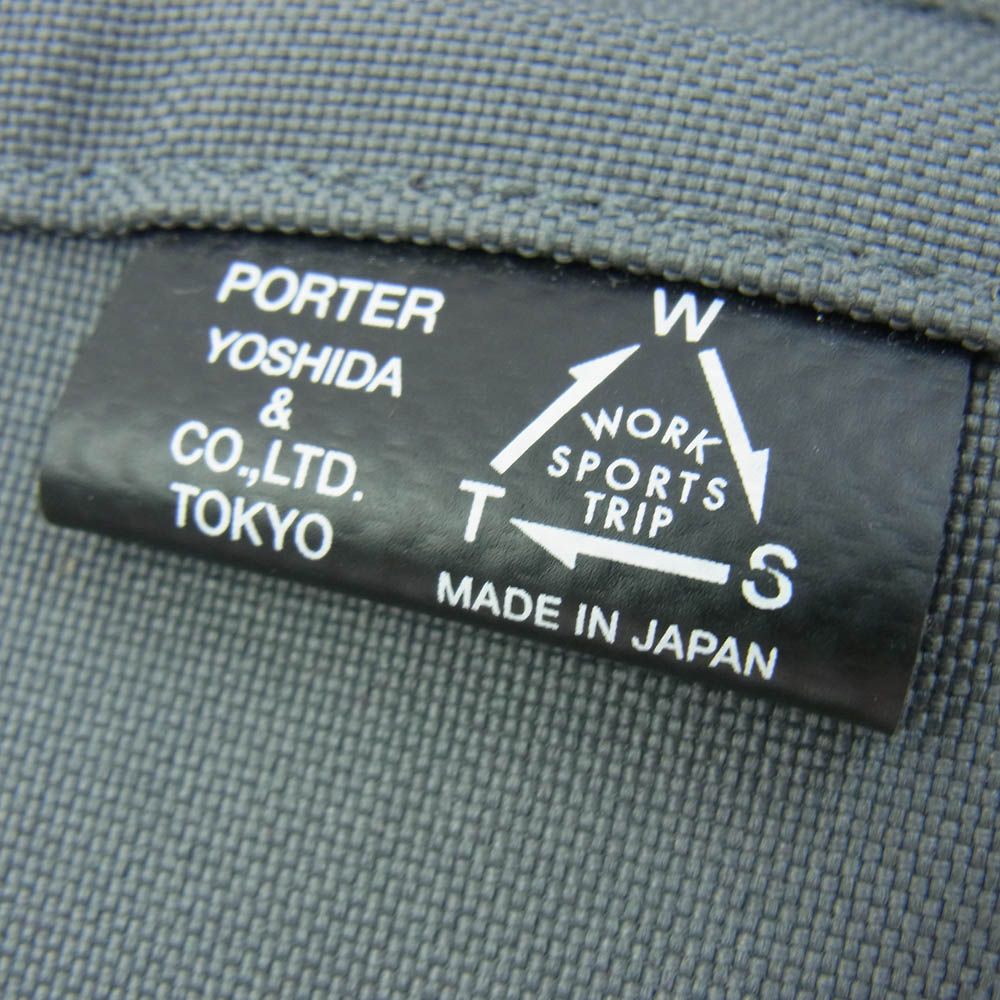 PORTER
YOSHIDA
&
CO.,LTD.
TOKYO
W
WORK
SPORTS
TRIP
T
S
MADE IN JAPAN